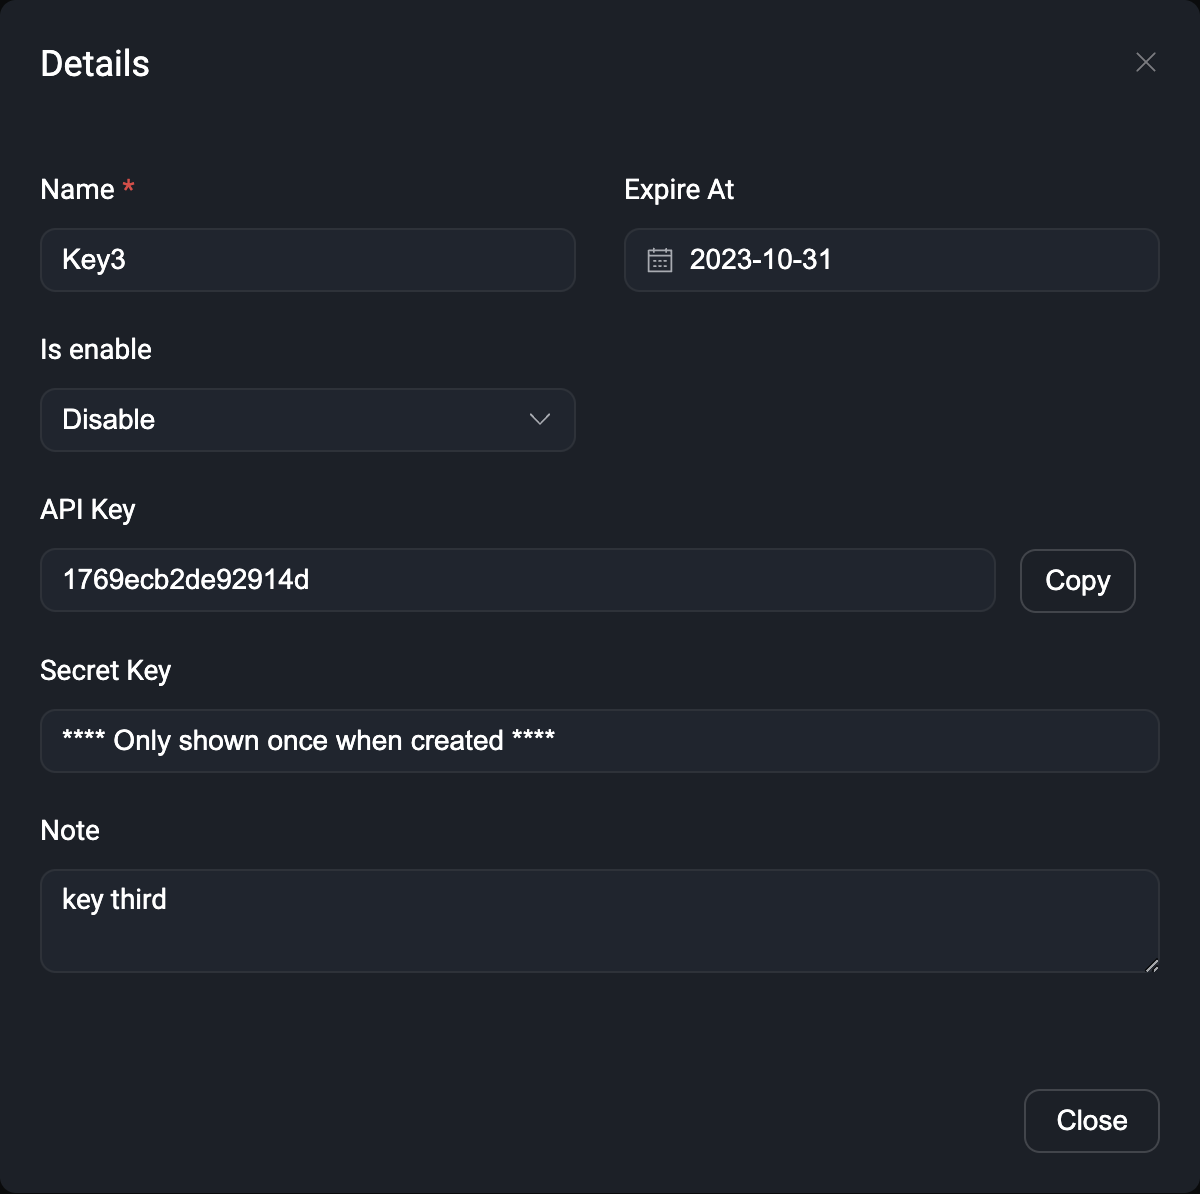 Details
Name *
Expire At
Key3
2023-10-31
Is enable
Disable
API Key
1769ecb2de92914d
Copy
Secret Key
**** Only shown once when created ****
Note
key third
Close